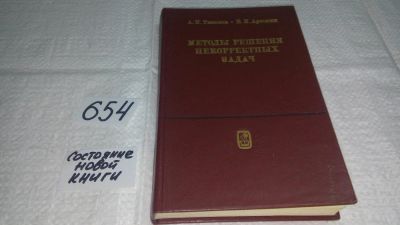 А. Н. Тихонов · В. Я. Арсенин
МЕТОДЫ РЕШЕНИЯ
НЕКОРРЕКТНЫХ
ЗАДАЧ
654
Состояние
новой
книги